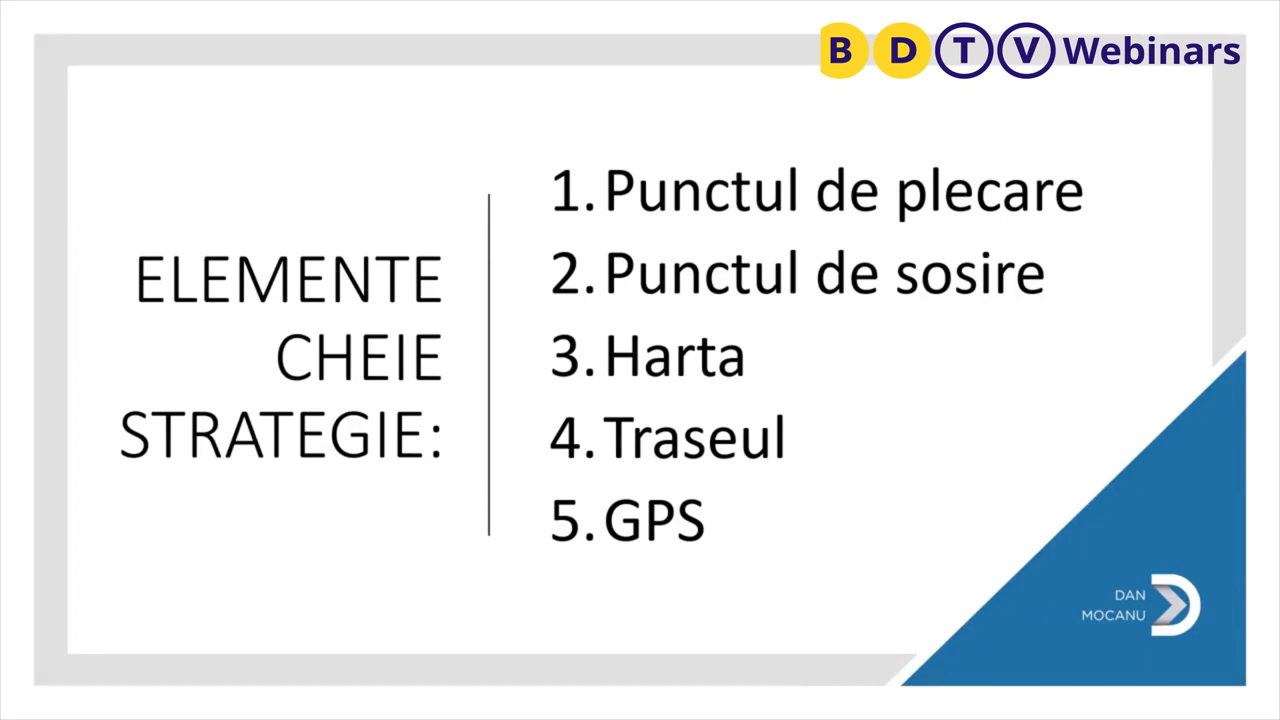 BDTV Webinars
ELEMENTE
CHEIE
STRATEGIE:
1. Punctul de plecare
2. Punctul de sosire
3. Harta
4. Traseul
5. GPS
DAN
MOCANU